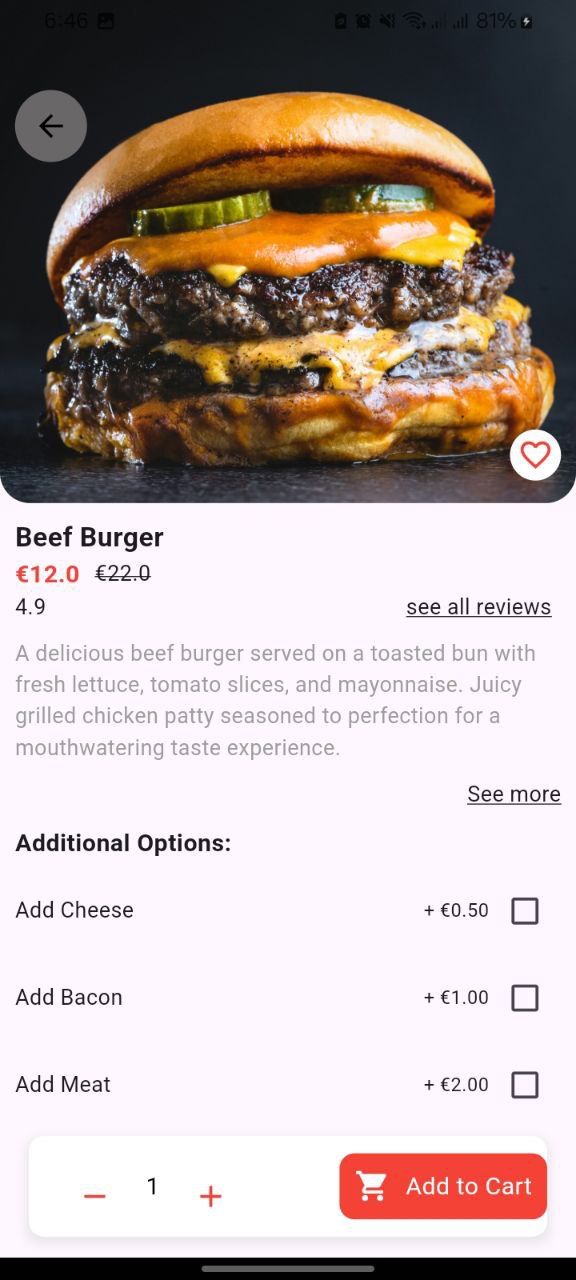 6:46
81%
Beef Burger
€12.0 €22.0
4.9 see all reviews
A delicious beef burger served on a toasted bun with
fresh lettuce, tomato slices, and mayonnaise. Juicy
grilled chicken patty seasoned to perfection for a
mouthwatering taste experience.
See more
Additional Options:
Add Cheese + €0.50
Add Bacon + €1.00
Add Meat + €2.00
1 Add to Cart